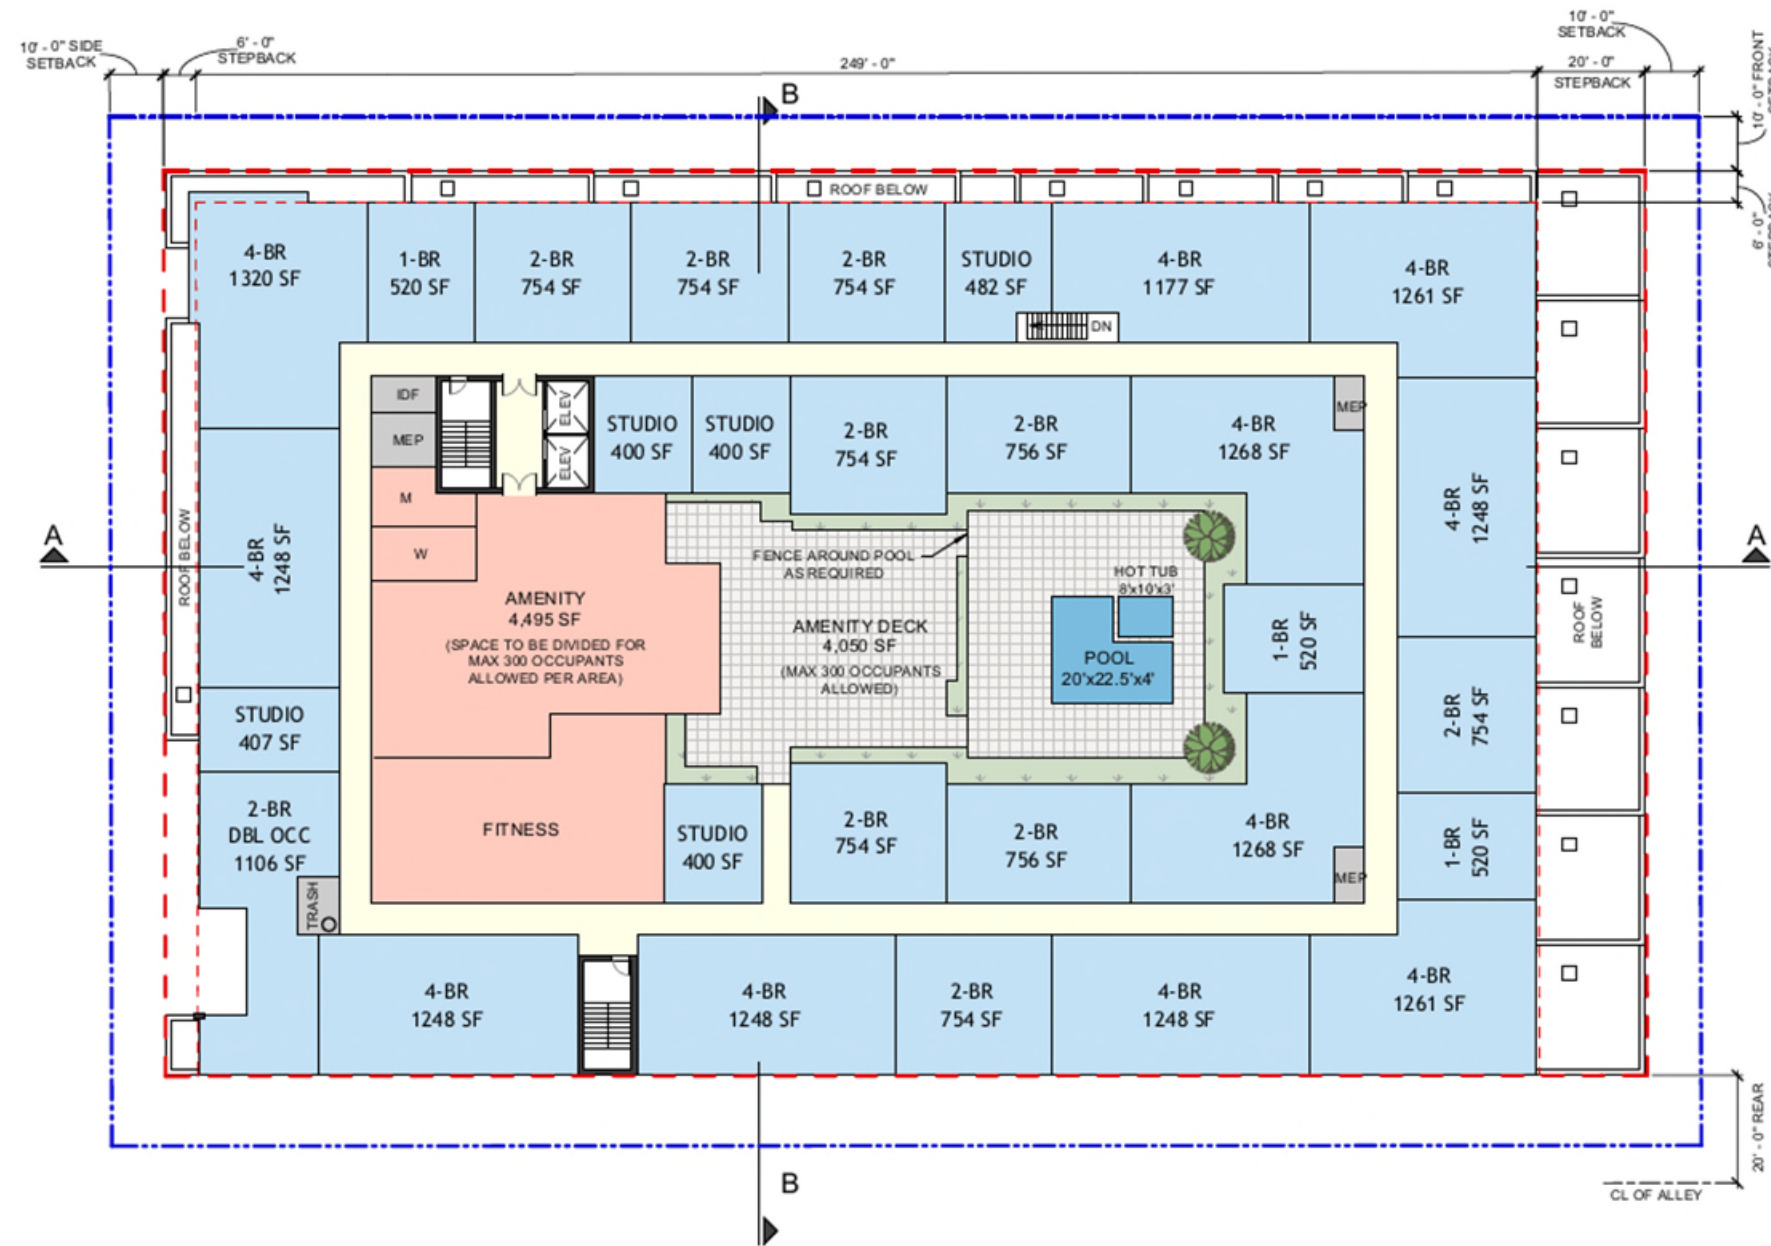 10' - 0" SIDE
SETBACK
6' - 0"
STEPBACK
249' - 0"
10' - 0"
SETBACK
20' - 0"
STEPBACK
10' - 0" FRONT
SETBACK
6' - 0"
STEPBACK
B
ROOF BELOW
4-BR
1320 SF
1-BR
520 SF
2-BR
754 SF
2-BR
754 SF
2-BR
754 SF
STUDIO
482 SF
4-BR
1177 SF
4-BR
1261 SF
DN
IDF
MEP
ELEV
ELEV
STUDIO
400 SF
STUDIO
400 SF
2-BR
754 SF
2-BR
756 SF
4-BR
1268 SF
MEP
M
W
A
ROOF BELOW
4-BR
1248 SF
FENCE AROUND POOL
AS REQUIRED
HOT TUB
8'x10'x3'
4-BR
1248 SF
A
AMENITY
4,495 SF
(SPACE TO BE DIVIDED FOR
MAX 300 OCCUPANTS
ALLOWED PER AREA)
AMENITY DECK
4,050 SF
(MAX 300 OCCUPANTS
ALLOWED)
POOL
20'x22.5'x4'
1-BR
520 SF
ROOF
BELOW
STUDIO
407 SF
2-BR
754 SF
2-BR
DBL OCC
1106 SF
FITNESS
STUDIO
400 SF
2-BR
754 SF
2-BR
756 SF
4-BR
1268 SF
MEP
1-BR
520 SF
TRASH
4-BR
1248 SF
4-BR
1248 SF
2-BR
754 SF
4-BR
1248 SF
4-BR
1261 SF
20' - 0" REAR
CL OF ALLEY
B